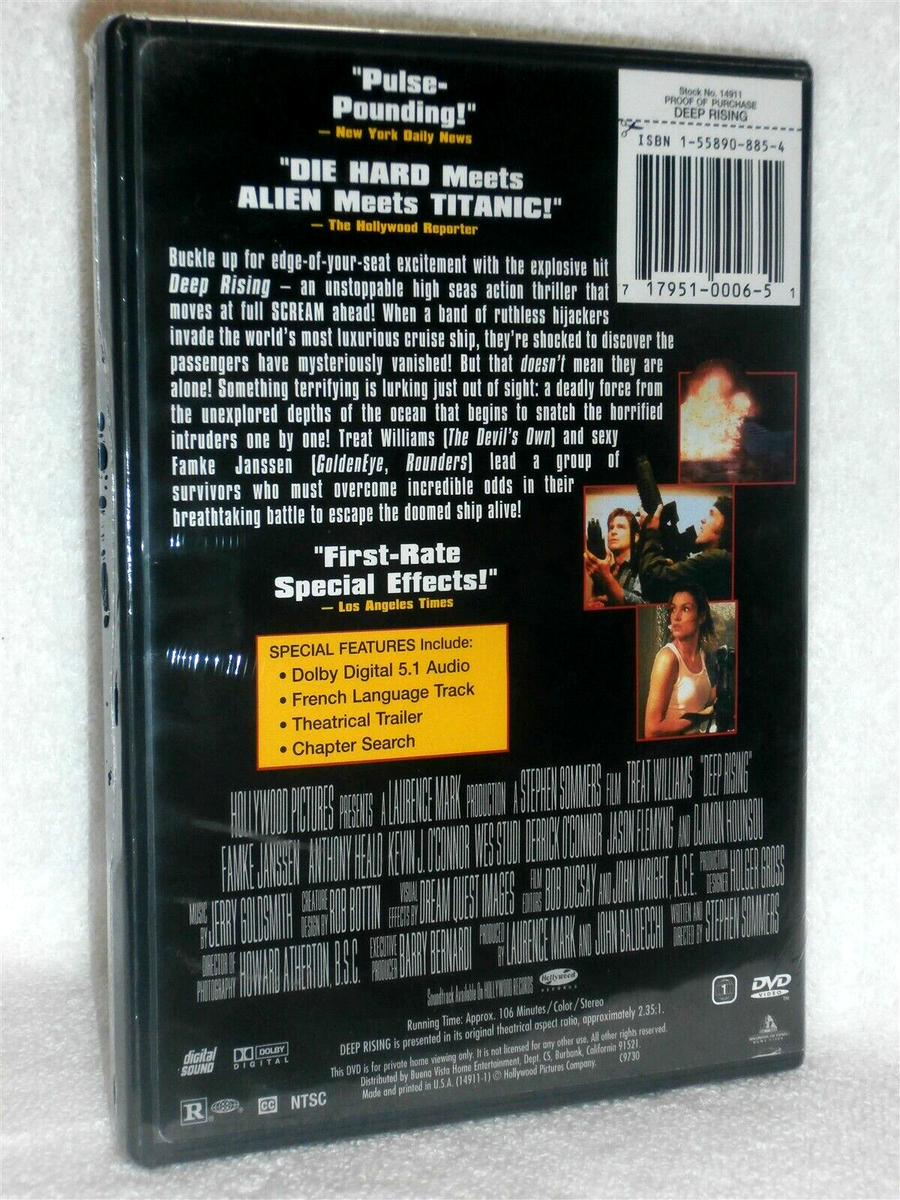 "Pulse-
Pounding!"
— New York Daily News
"DIE HARD Meets
ALIEN Meets TITANIC!"
— The Hollywood Reporter
Stock No. 14911
PROOF OF PURCHASE
DEEP RISING
ISBN 1-55890-885-4
7 17951-0006-5 1
Buckle up for edge-of-your-seat excitement with the explosive hit
Deep Rising – an unstoppable high seas action thriller that
moves at full SCREAM ahead! When a band of ruthless hijackers
invade the world's most luxurious cruise ship, they're shocked to discover the
passengers have mysteriously vanished! But that doesn't mean they are
alone! Something terrifying is lurking just out of sight: a deadly force from
the unexplored depths of the ocean that begins to snatch the horrified
intruders one by one! Treat Williams (The Devil's Own) and sexy
Famke Janssen (GoldenEye, Rounders) lead a group of
survivors who must overcome incredible odds in their
breathtaking battle to escape the doomed ship alive!
"First-Rate
Special Effects!"
— Los Angeles Times
SPECIAL FEATURES Include:
• Dolby Digital 5.1 Audio
• French Language Track
• Theatrical Trailer
• Chapter Search
HOLLYWOOD PICTURES PRESENTS A LAURENCE MARK PRODUCTION A STEPHEN SOMMERS FILM TREAT WILLIAMS "DEEP RISING"
FAMKE JANSSEN ANTHONY HEALD KEVIN J. O'CONNOR WES STUDI DERRICK O'CONNOR JASON FLEMYNG AND DJIMON HOUNSOU
MUSIC BY JERRY GOLDSMITH CREATURE DESIGN BY ROB BOTTIN VISUAL EFFECTS BY DREAM QUEST IMAGES FILM EDITORS BOB DUCSAY AND JOHN WRIGHT, A.C.E. PRODUCTION DESIGNER HOLGER GROSS
DIRECTOR OF PHOTOGRAPHY HOWARD ATHERTON, B.S.C. EXECUTIVE PRODUCER BARRY BERNARDI PRODUCED BY LAURENCE MARK AND JOHN BALDECCHI WRITTEN AND DIRECTED BY STEPHEN SOMMERS
Soundtrack Available On HOLLYWOOD RECORDS Hollywood RECORDS
Running Time: Approx. 106 Minutes / Color / Stereo
DEEP RISING is presented in its original theatrical aspect ratio, approximately 2.35:1.
This DVD is for private home viewing only. It is not licensed for any other use. All other rights reserved.
Distributed by Buena Vista Home Entertainment, Dept. CS, Burbank, California 91521.
Made and printed in U.S.A. (14911-1) © Hollywood Pictures Company. C9730
1
DVD
VIDEO
TM
digital
SOUND
DOLBY
DIGITAL
R CC NTSC